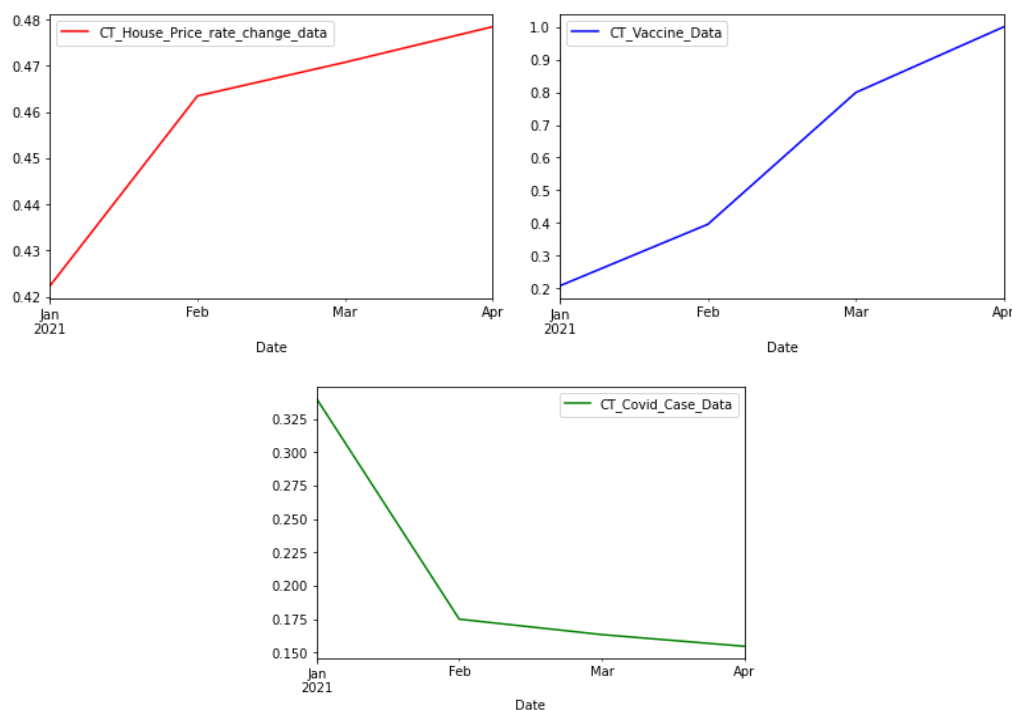 CT_House_Price_rate_change_data
0.48
0.47
0.46
0.45
0.44
0.43
0.42
Jan
2021
Feb
Mar
Apr
Date
CT_Vaccine_Data
1.0
0.9
0.8
0.7
0.6
0.5
0.4
0.3
0.2
Jan
2021
Feb
Mar
Apr
Date
CT_Covid_Case_Data
0.325
0.300
0.275
0.250
0.225
0.200
0.175
0.150
Jan
2021
Feb
Mar
Apr
Date